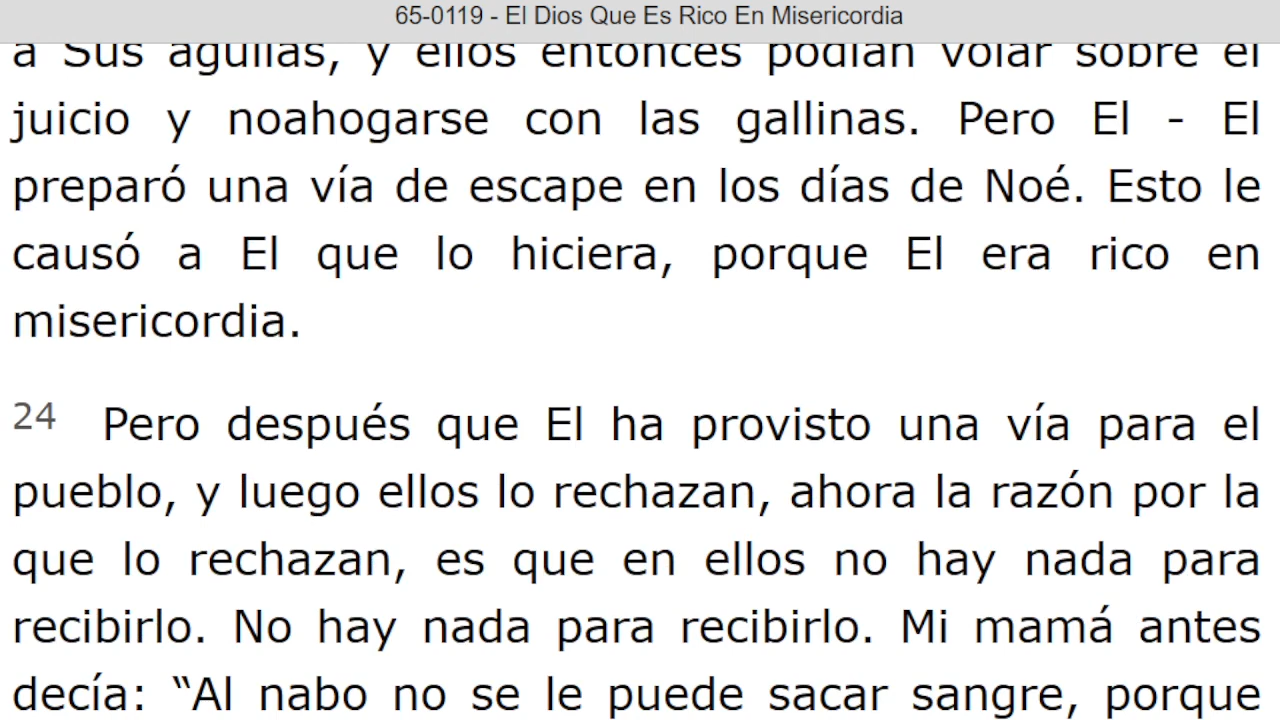 65-0119 - El Dios Que Es Rico En Misericordia
a Sus águilas, y ellos entonces podían volar sobre el
juicio y noahogarse con las gallinas. Pero El - El
preparó una vía de escape en los días de Noé. Esto le
causó a El que lo hiciera, porque El era rico en
misericordia.
24 Pero después que El ha provisto una vía para el
pueblo, y luego ellos lo rechazan, ahora la razón por la
que lo rechazan, es que en ellos no hay nada para
recibirlo. No hay nada para recibirlo. Mi mamá antes
decía: “Al nabo no se le puede sacar sangre, porque